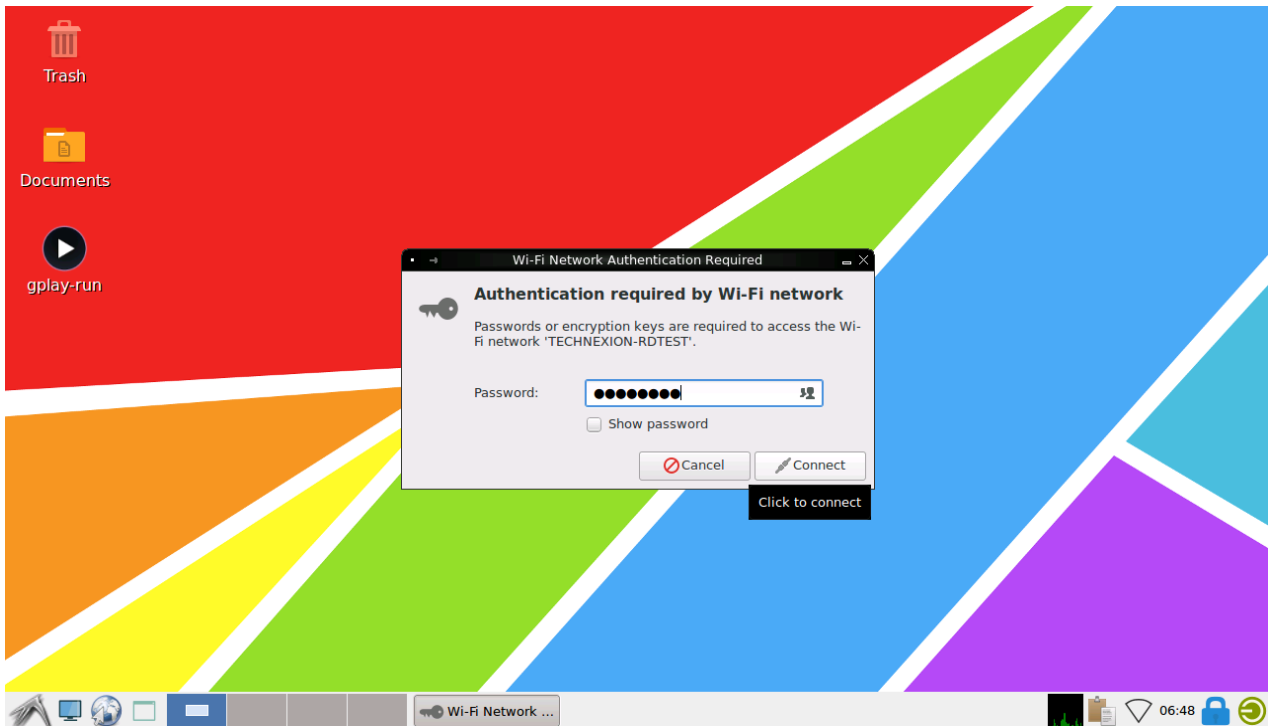 Trash
Documents
gplay-run
Wi-Fi Network Authentication Required
Authentication required by Wi-Fi network
Passwords or encryption keys are required to access the Wi-
Fi network 'TECHNEXION-RDTEST'.
Password:
●●●●●●●●
Show password
Cancel
Connect
Click to connect
Wi-Fi Network ...
06:48